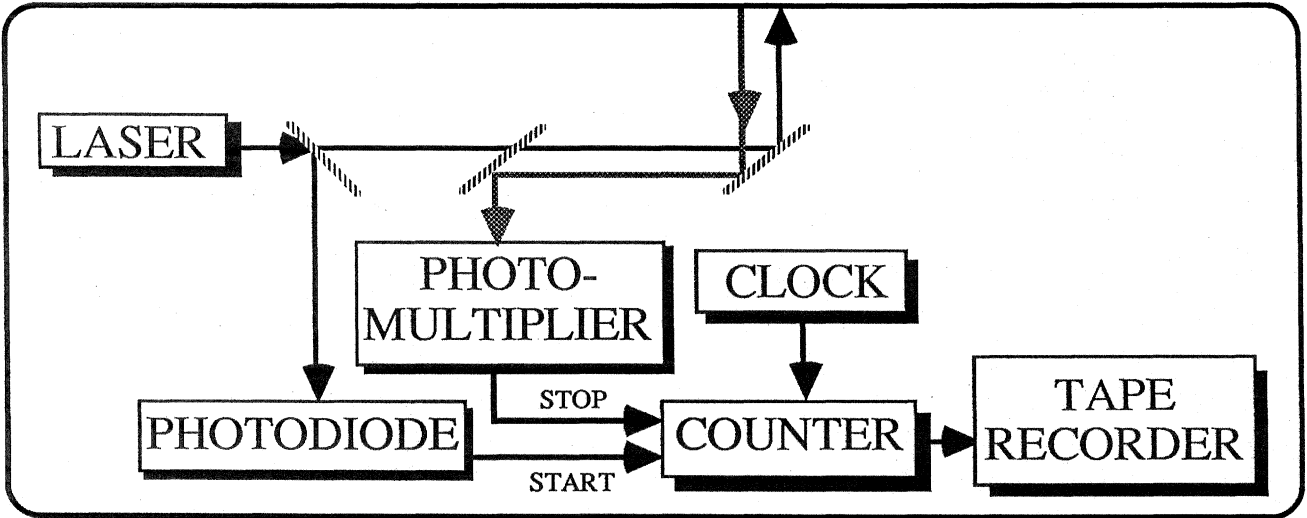 LASER
PHOTO-
MULTIPLIER
CLOCK
STOP
PHOTODIODE
COUNTER
START
TAPE
RECORDER